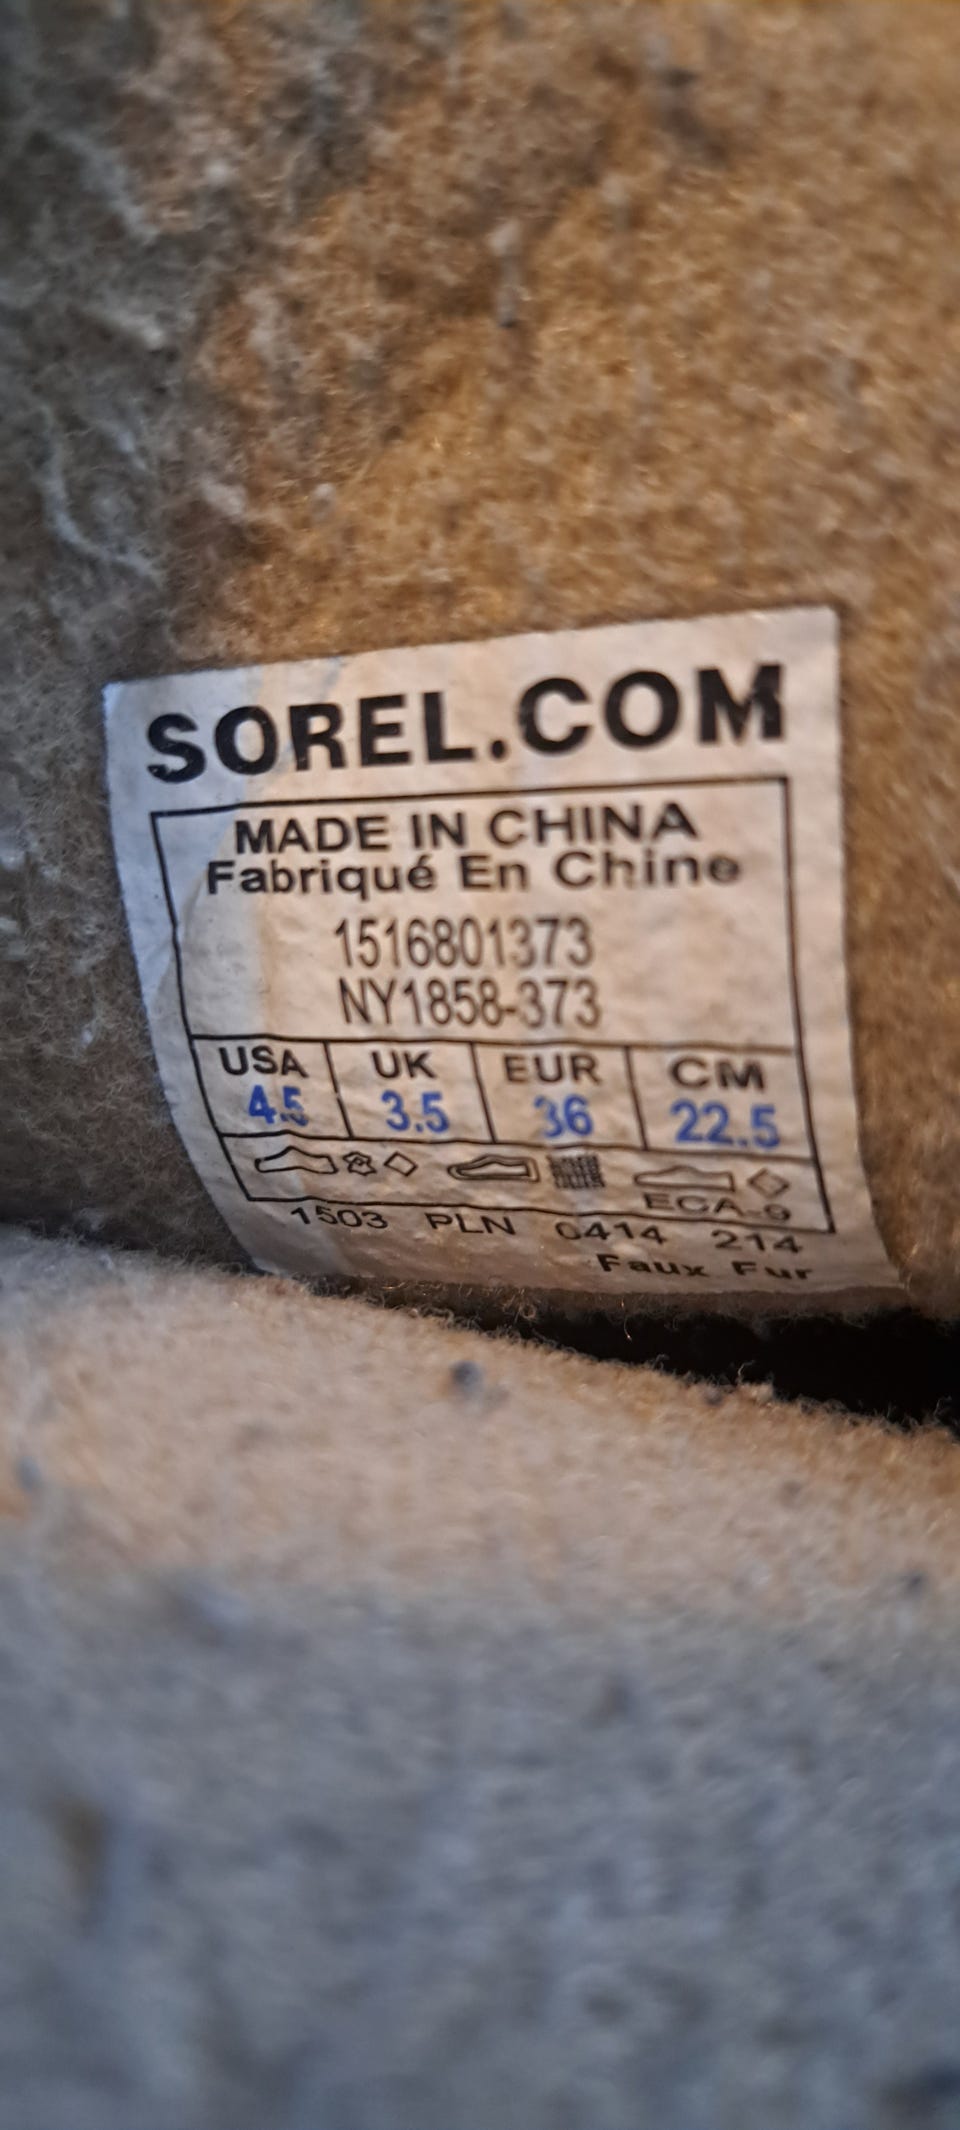 SOREL.COM
MADE IN CHINA
Fabriqué En Chine
1516801373
NY1858-373
USA UK EUR CM
4.5 3.5 36 22.5
ECA-9
1503 PLN 0414 214
Faux Fur